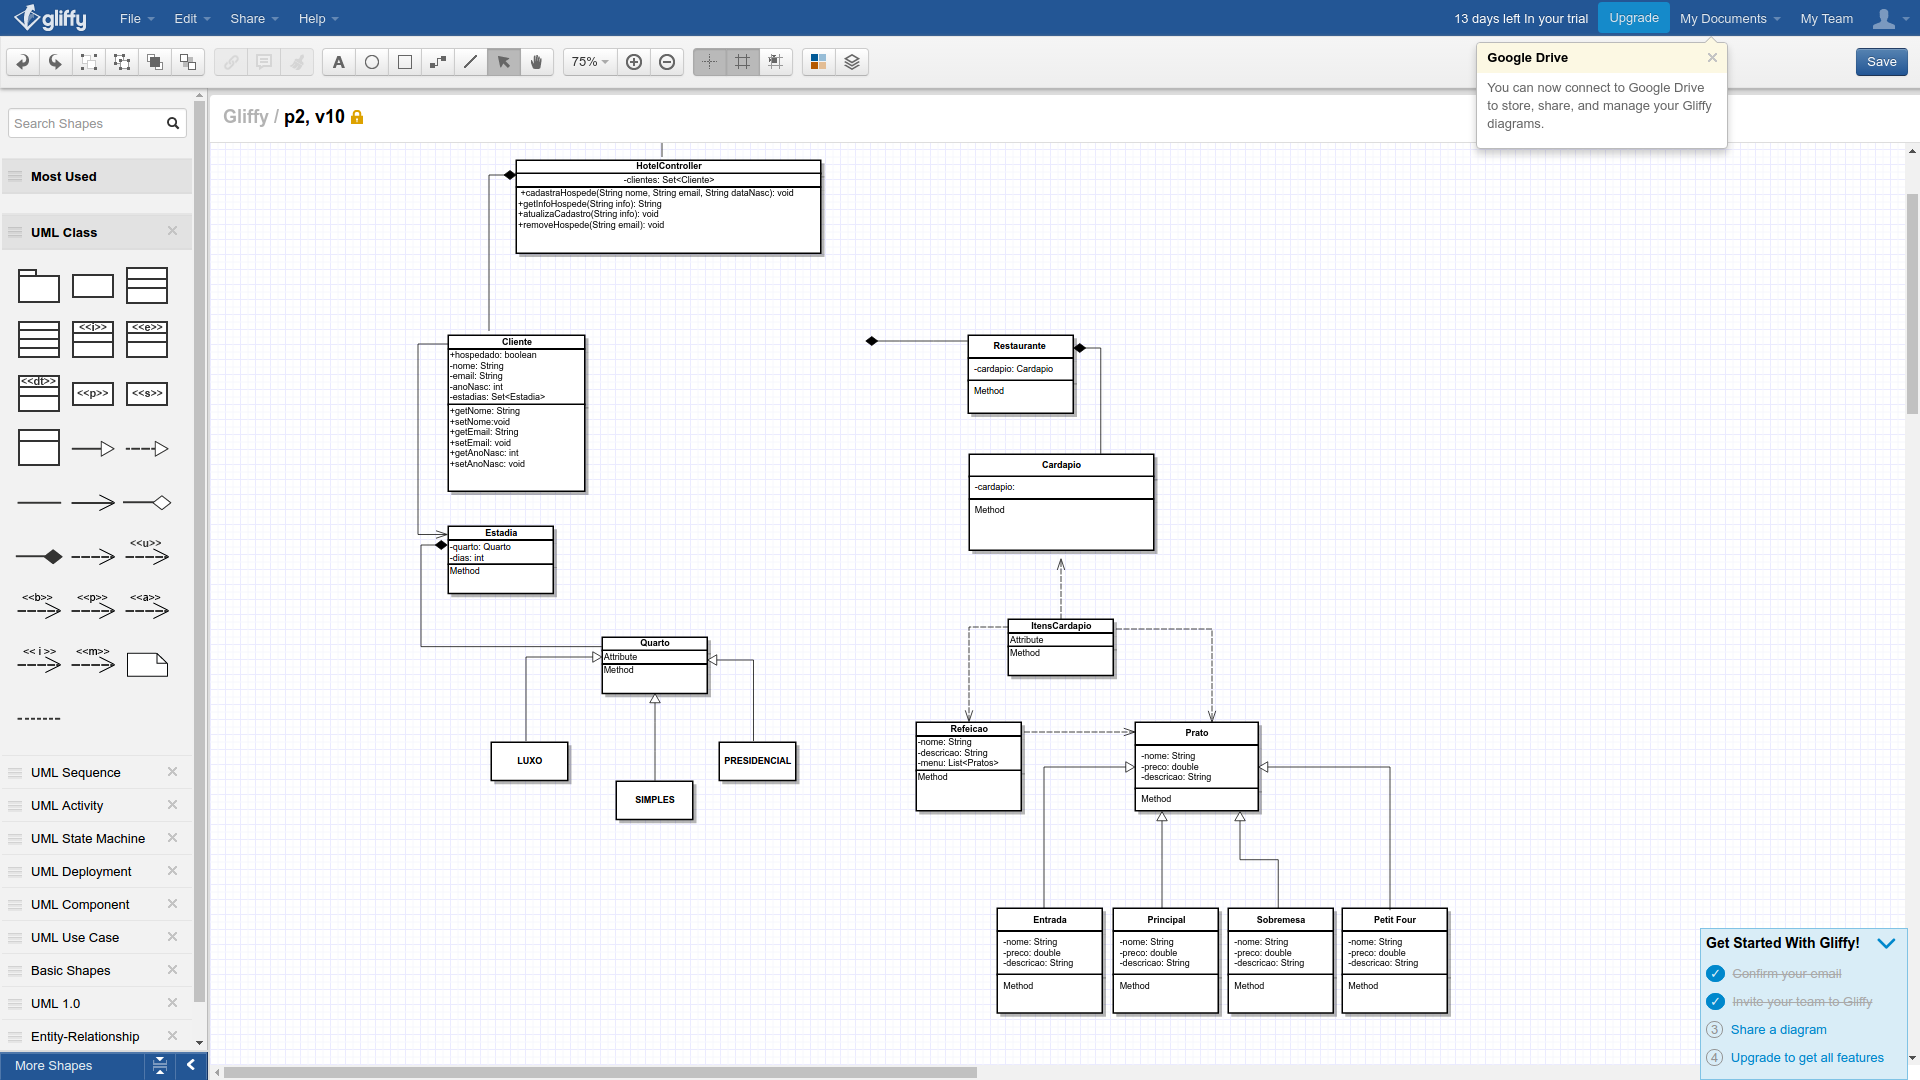 gliffy
File
Edit
Share
Help
13 days left In your trial
Upgrade
My Documents
My Team
75%
Save
Google Drive
You can now connect to Google Drive
to store, share, and manage your Gliffy
diagrams.
Search Shapes
Gliffy / p2, v10
Most Used
UML Class
<<i>>
<<e>>
<<dt>>
<<p>>
<<s>>
<<u>>
<<b>>
<<p>>
<<a>>
<< i >>
<<m>>
UML Sequence
UML Activity
UML State Machine
UML Deployment
UML Component
UML Use Case
Basic Shapes
UML 1.0
Entity-Relationship
More Shapes
HotelController
-clientes: Set<Cliente>
+cadastraHospede(String nome, String email, String dataNasc): void
+getInfoHospede(String info): String
+atualizaCadastro(String info): void
+removeHospede(String email): void
Cliente
+hospedado: boolean
-nome: String
-email: String
-anoNasc: int
-estadias: Set<Estadia>
+getNome: String
+setNome:void
+getEmail: String
+setEmail: void
+getAnoNasc: int
+setAnoNasc: void
Estadia
-quarto: Quarto
-dias: int
Method
Quarto
Attribute
Method
LUXO
SIMPLES
PRESIDENCIAL
Restaurante
-cardapio: Cardapio
Method
Cardapio
-cardapio:
Method
ItensCardapio
Attribute
Method
Refeicao
-nome: String
-descricao: String
-menu: List<Pratos>
Method
Prato
-nome: String
-preco: double
-descricao: String
Method
Entrada
-nome: String
-preco: double
-descricao: String
Method
Principal
-nome: String
-preco: double
-descricao: String
Method
Sobremesa
-nome: String
-preco: double
-descricao: String
Method
Petit Four
-nome: String
-preco: double
-descricao: String
Method
Get Started With Gliffy!
Confirm your email
Invite your team to Gliffy
3 Share a diagram
4 Upgrade to get all features